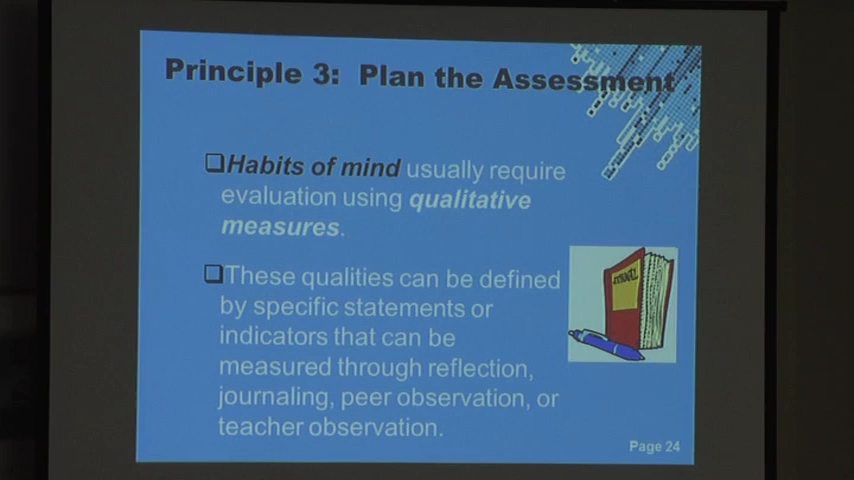 Principle 3: Plan the Assessment
Habits of mind usually require
evaluation using qualitative
measures.
These qualities can be defined
by specific statements or
indicators that can be
measured through reflection,
journaling, peer observation, or
teacher observation.
JOURNAL
Page 24